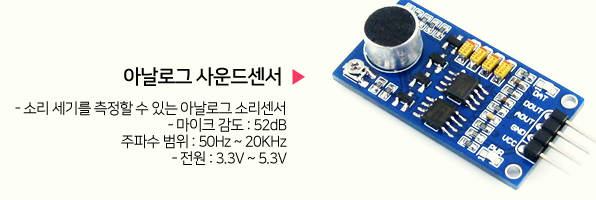 아날로그 사운드센서 ▶
- 소리 세기를 측정할 수 있는 아날로그 소리센서
- 마이크 감도 : 52dB
주파수 범위 : 50Hz ~ 20KHz
- 전원 : 3.3V ~ 5.3V
DAT
DOUT
AOUT
GND
VCC
PWR